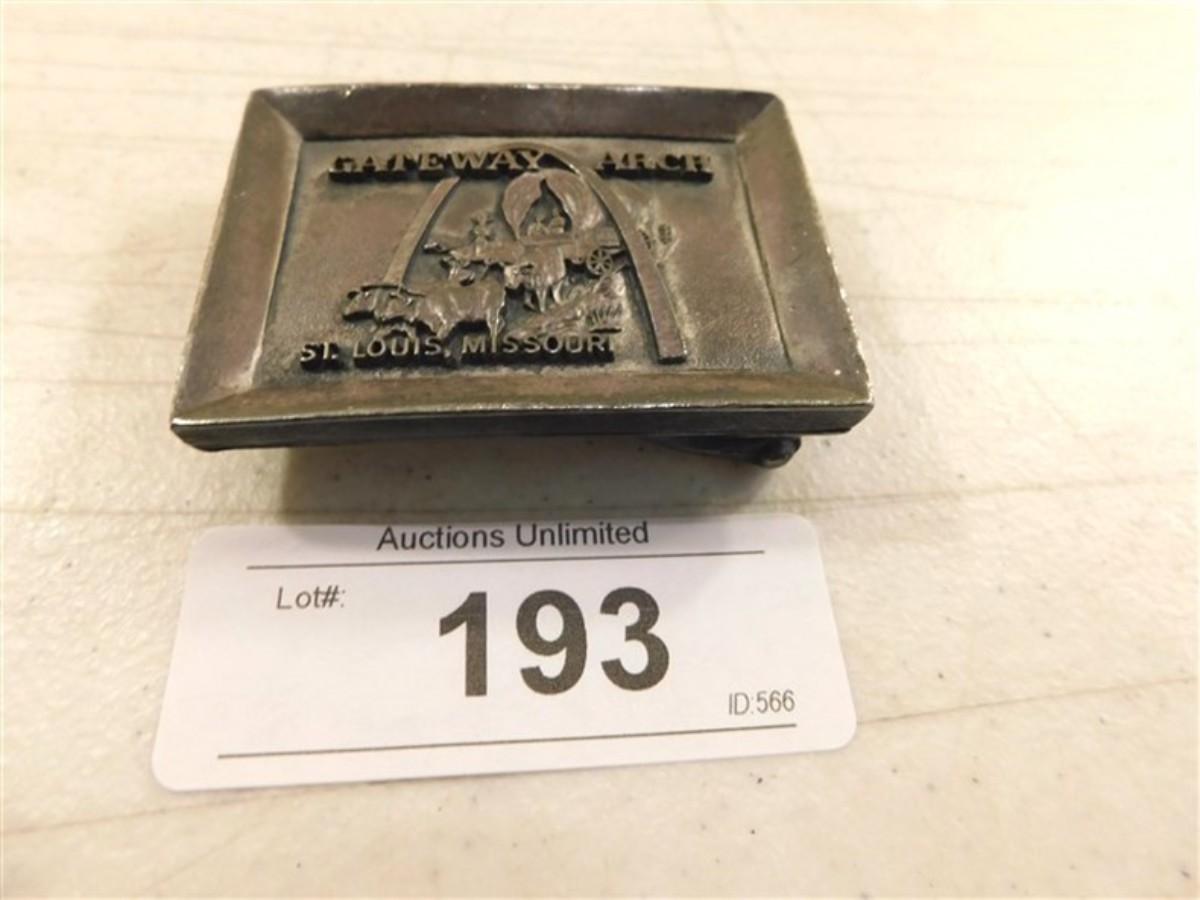 GATEWAY ARCH
ST. LOUIS, MISSOURI
Auctions Unlimited
Lot#:
193
ID:566